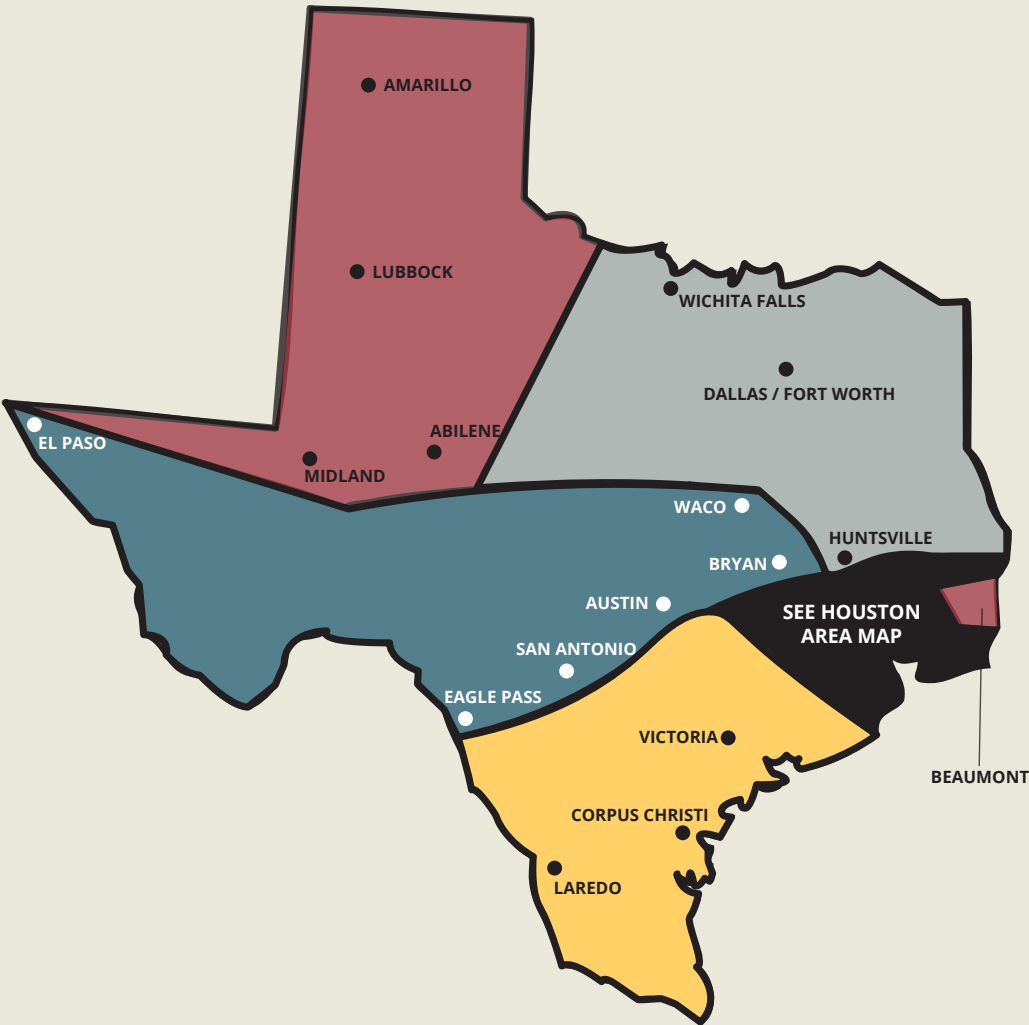 AMARILLO
LUBBOCK
WICHITA FALLS
DALLAS / FORT WORTH
ABILENE
EL PASO
MIDLAND
WACO
HUNTSVILLE
BRYAN
AUSTIN
SEE HOUSTON
AREA MAP
SAN ANTONIO
EAGLE PASS
VICTORIA
BEAUMONT
CORPUS CHRISTI
LAREDO